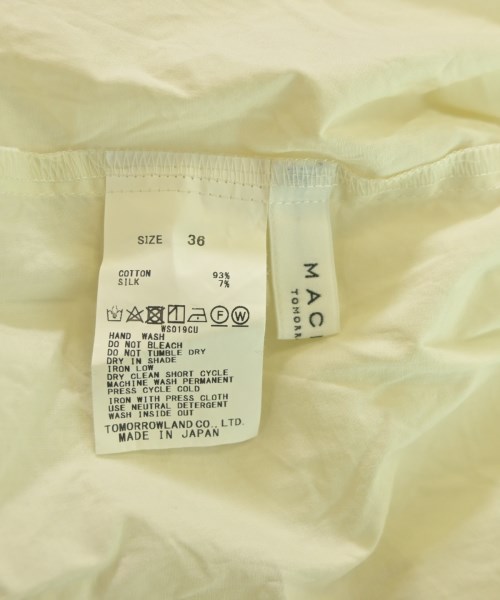 SIZE 36
COTTON 93%
SILK 7%
WS019CU
HAND WASH
DO NOT BLEACH
DO NOT TUMBLE DRY
DRY IN SHADE
IRON LOW
DRY CLEAN SHORT CYCLE
MACHINE WASH PERMANENT
PRESS CYCLE COLD
IRON WITH PRESS CLOTH
USE NEUTRAL DETERGENT
WASH INSIDE OUT
TOMORROWLAND CO., LTD.
MADE IN JAPAN
MAC
TOMORR